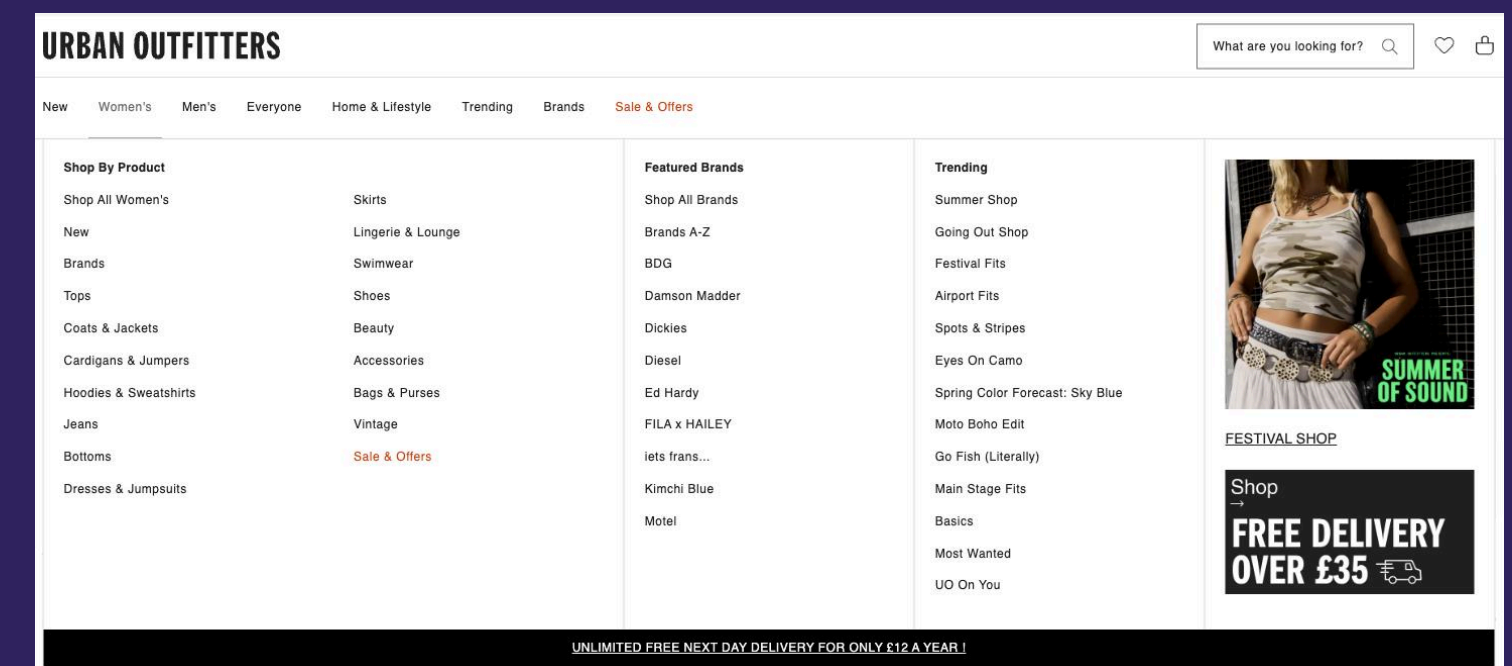 URBAN OUTFITTERS
What are you looking for?
New Women's Men's Everyone Home & Lifestyle Trending Brands Sale & Offers
Shop By Product
Shop All Women's
New
Brands
Tops
Coats & Jackets
Cardigans & Jumpers
Hoodies & Sweatshirts
Jeans
Bottoms
Dresses & Jumpsuits
Skirts
Lingerie & Lounge
Swimwear
Shoes
Beauty
Accessories
Bags & Purses
Vintage
Sale & Offers
Featured Brands
Shop All Brands
Brands A-Z
BDG
Damson Madder
Dickies
Diesel
Ed Hardy
FILA x HAILEY
iets frans...
Kimchi Blue
Motel
Trending
Summer Shop
Going Out Shop
Festival Fits
Airport Fits
Spots & Stripes
Eyes On Camo
Spring Color Forecast: Sky Blue
Moto Boho Edit
Go Fish (Literally)
Main Stage Fits
Basics
Most Wanted
UO On You
SUMMER
OF SOUND
FESTIVAL SHOP
Shop
→
FREE DELIVERY
OVER £35
UNLIMITED FREE NEXT DAY DELIVERY FOR ONLY £12 A YEAR !